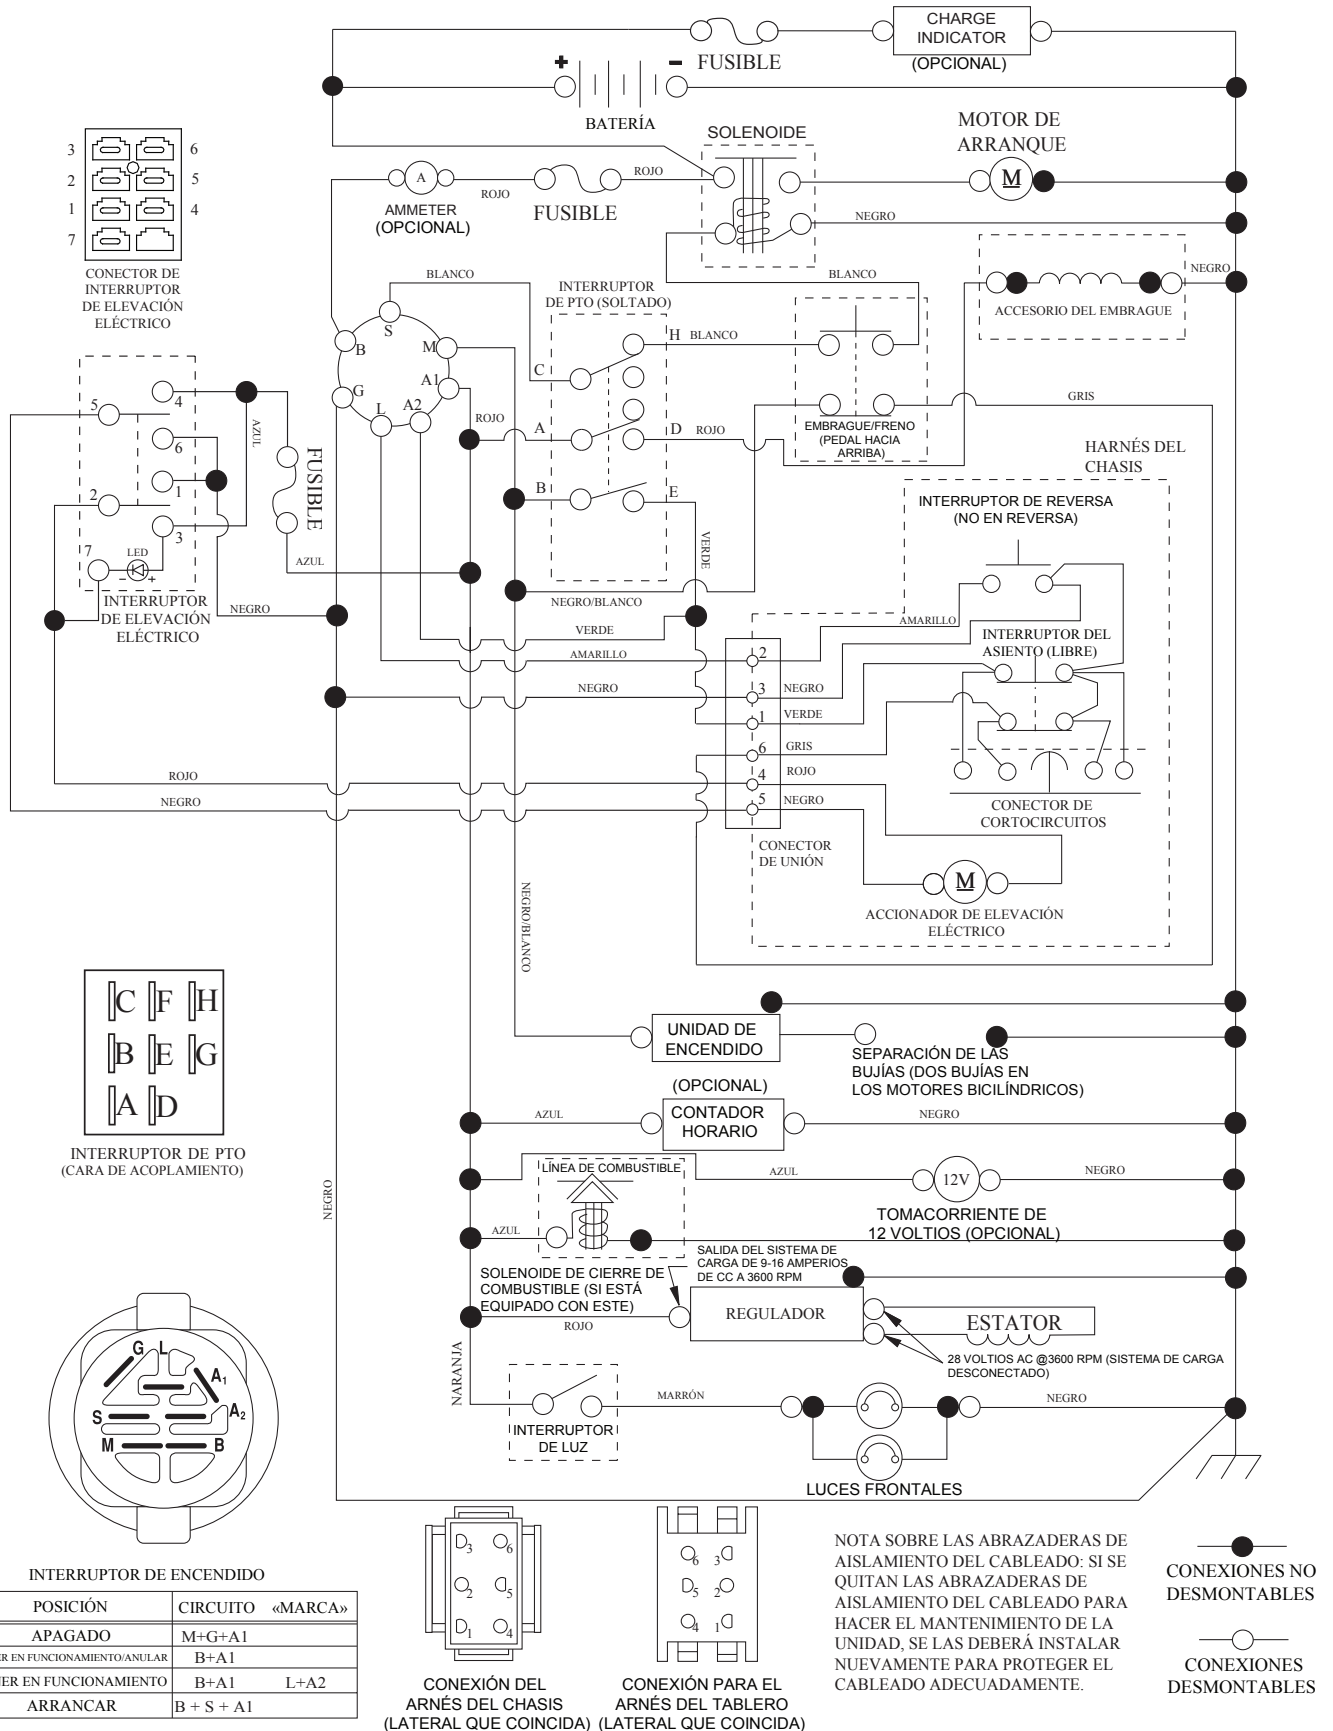 CHARGE
INDICATOR
(OPCIONAL)
FUSIBLE
+
-
BATERÍA
SOLENOIDE
MOTOR DE
ARRANQUE
M
A
AMMETER
(OPCIONAL)
ROJO
FUSIBLE
ROJO
NEGRO
3
6
2
5
1
4
7
CONECTOR DE
INTERRUPTOR
DE ELEVACIÓN
ELÉCTRICO
BLANCO
INTERRUPTOR
DE PTO (SOLTADO)
BLANCO
NEGRO
ACCESORIO DEL EMBRAGUE
S
B
M
G
A1
L
A2
C
H
BLANCO
A
D
ROJO
B
E
ROJO
EMBRAGUE/FRENO
(PEDAL HACIA
ARRIBA)
GRIS
HARNÉS DEL
CHASIS
5
4
6
1
2
3
7
LED
-
+
AZUL
FUSIBLE
AZUL
INTERRUPTOR
DE ELEVACIÓN
ELÉCTRICO
NEGRO
INTERRUPTOR DE REVERSA
(NO EN REVERSA)
VERDE
NEGRO/BLANCO
VERDE
AMARILLO
AMARILLO
INTERRUPTOR DEL
ASIENTO (LIBRE)
NEGRO
2
3
NEGRO
1
VERDE
6
GRIS
4
ROJO
5
NEGRO
ROJO
NEGRO
CONECTOR DE
CORTOCIRCUITOS
CONECTOR
DE UNIÓN
M
ACCIONADOR DE ELEVACIÓN
ELÉCTRICO
NEGRO/BLANCO
C F H
B E G
A D
INTERRUPTOR DE PTO
(CARA DE ACOPLAMIENTO)
UNIDAD DE
ENCENDIDO
SEPARACIÓN DE LAS
BUJÍAS (DOS BUJÍAS EN
LOS MOTORES BICILÍNDRICOS)
(OPCIONAL)
AZUL
CONTADOR
HORARIO
NEGRO
LÍNEA DE COMBUSTIBLE
AZUL
12V
NEGRO
TOMACORRIENTE DE
12 VOLTIOS (OPCIONAL)
NEGRO
AZUL
SOLENOIDE DE CIERRE DE
COMBUSTIBLE (SI ESTÁ
EQUIPADO CON ESTE)
SALIDA DEL SISTEMA DE
CARGA DE 9-16 AMPERIOS
DE CC A 3600 RPM
ROJO
REGULADOR
ESTATOR
28 VOLTIOS AC @3600 RPM (SISTEMA DE CARGA
DESCONECTADO)
NARANJA
INTERRUPTOR
DE LUZ
MARRÓN
NEGRO
LUCES FRONTALES
G
L
A1
S
A2
M
B
INTERRUPTOR DE ENCENDIDO
POSICIÓN CIRCUITO «MARCA»
APAGADO M+G+A1
ER EN FUNCIONAMIENTO/ANULAR B+A1
NER EN FUNCIONAMIENTO B+A1 L+A2
ARRANCAR B + S + A1
3
6
2
5
1
4
CONEXIÓN DEL
ARNÉS DEL CHASIS
(LATERAL QUE COINCIDA)
6
3
5
2
4
1
CONEXIÓN PARA EL
ARNÉS DEL TABLERO
(LATERAL QUE COINCIDA)
NOTA SOBRE LAS ABRAZADERAS DE
AISLAMIENTO DEL CABLEADO: SI SE
QUITAN LAS ABRAZADERAS DE
AISLAMIENTO DEL CABLEADO PARA
HACER EL MANTENIMIENTO DE LA
UNIDAD, SE LAS DEBERÁ INSTALAR
NUEVAMENTE PARA PROTEGER EL
CABLEADO ADECUADAMENTE.
CONEXIONES NO
DESMONTABLES
CONEXIONES
DESMONTABLES